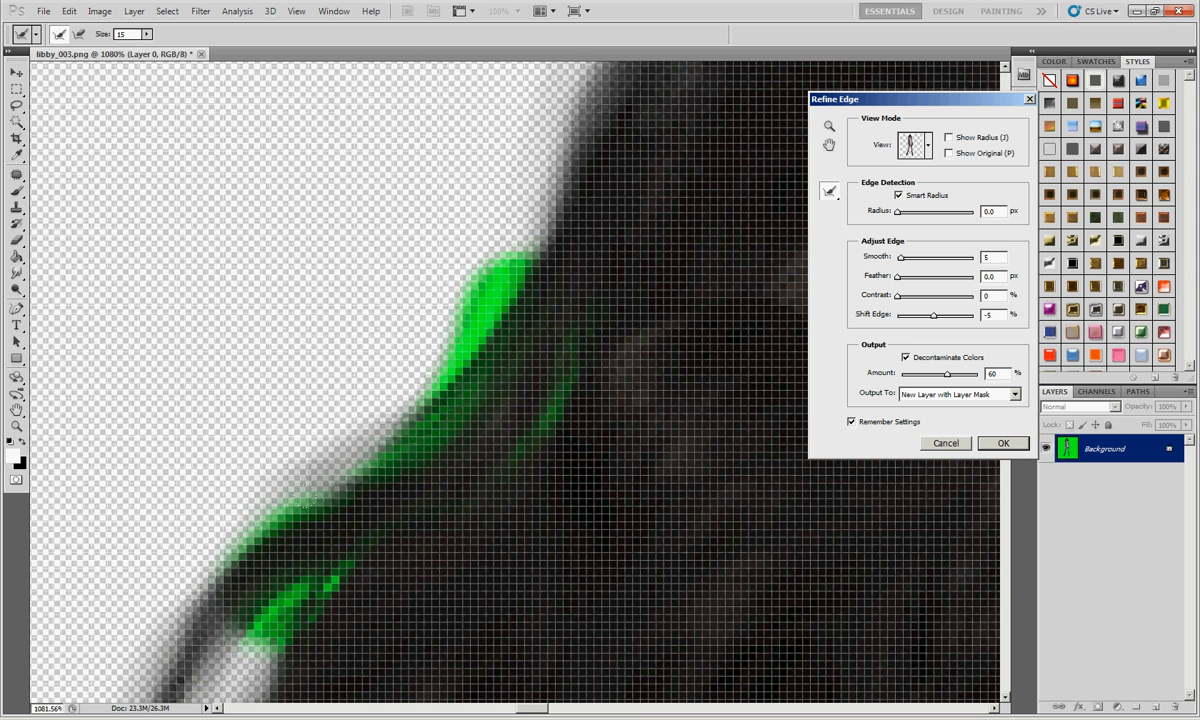 Ps File Edit Image Layer Select Filter Analysis 3D View Window Help 100% ESSENTIALS DESIGN PAINTING CS Live
Size: 15
libby_003.png @ 1080% (Layer 0, RGB/8) *
COLOR SWATCHES STYLES
Refine Edge
View Mode
View:
Show Radius (J)
Show Original (P)
Edge Detection
Smart Radius
Radius: 0.0 px
Adjust Edge
Smooth: 5
Feather: 0.0 px
Contrast: 0 %
Shift Edge: -5 %
Output
Decontaminate Colors
Amount: 60 %
Output To: New Layer with Layer Mask
Remember Settings
Cancel OK
LAYERS CHANNELS PATHS
Normal Opacity: 100%
Lock: Fill: 100%
Background
1081.56% Doc: 23.3M/26.3M